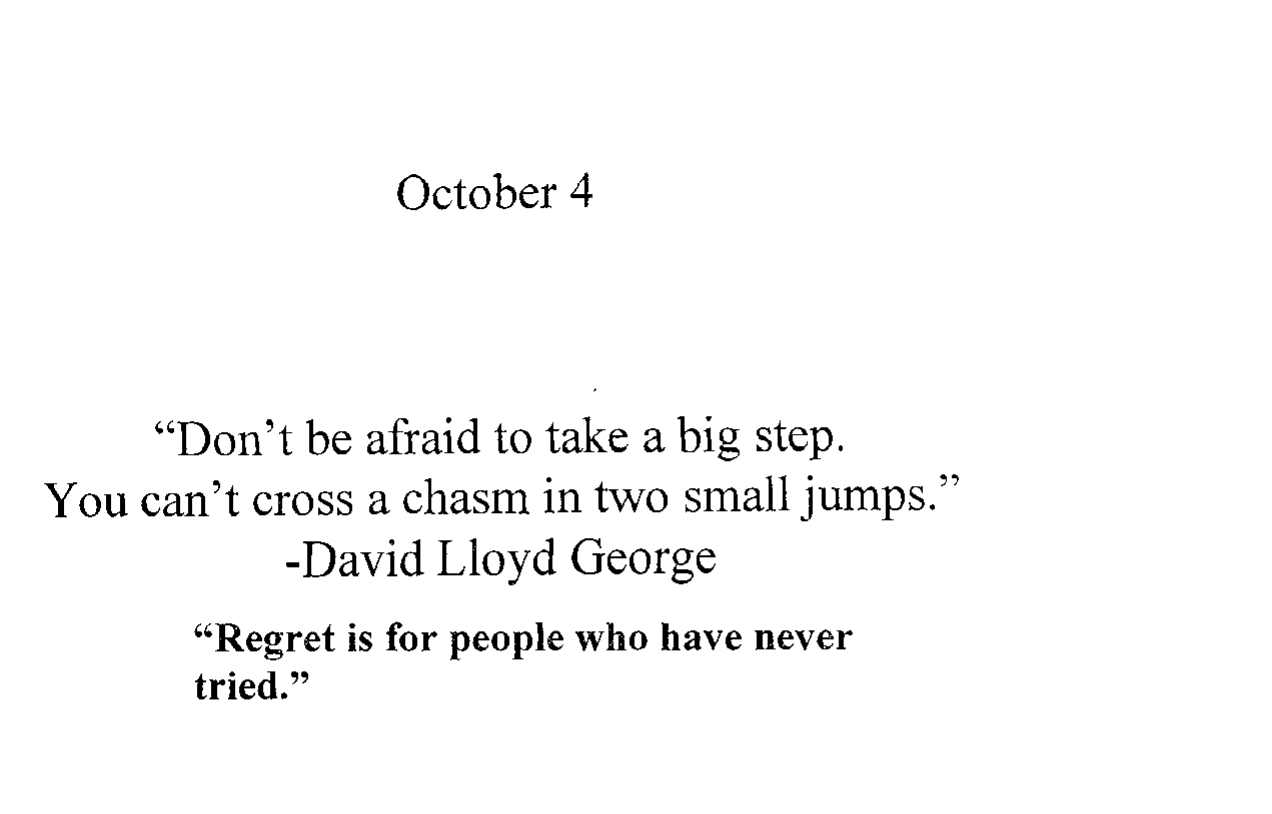 October 4
“Don’t be afraid to take a big step.
You can’t cross a chasm in two small jumps.”
-David Lloyd George
“Regret is for people who have never
tried.”